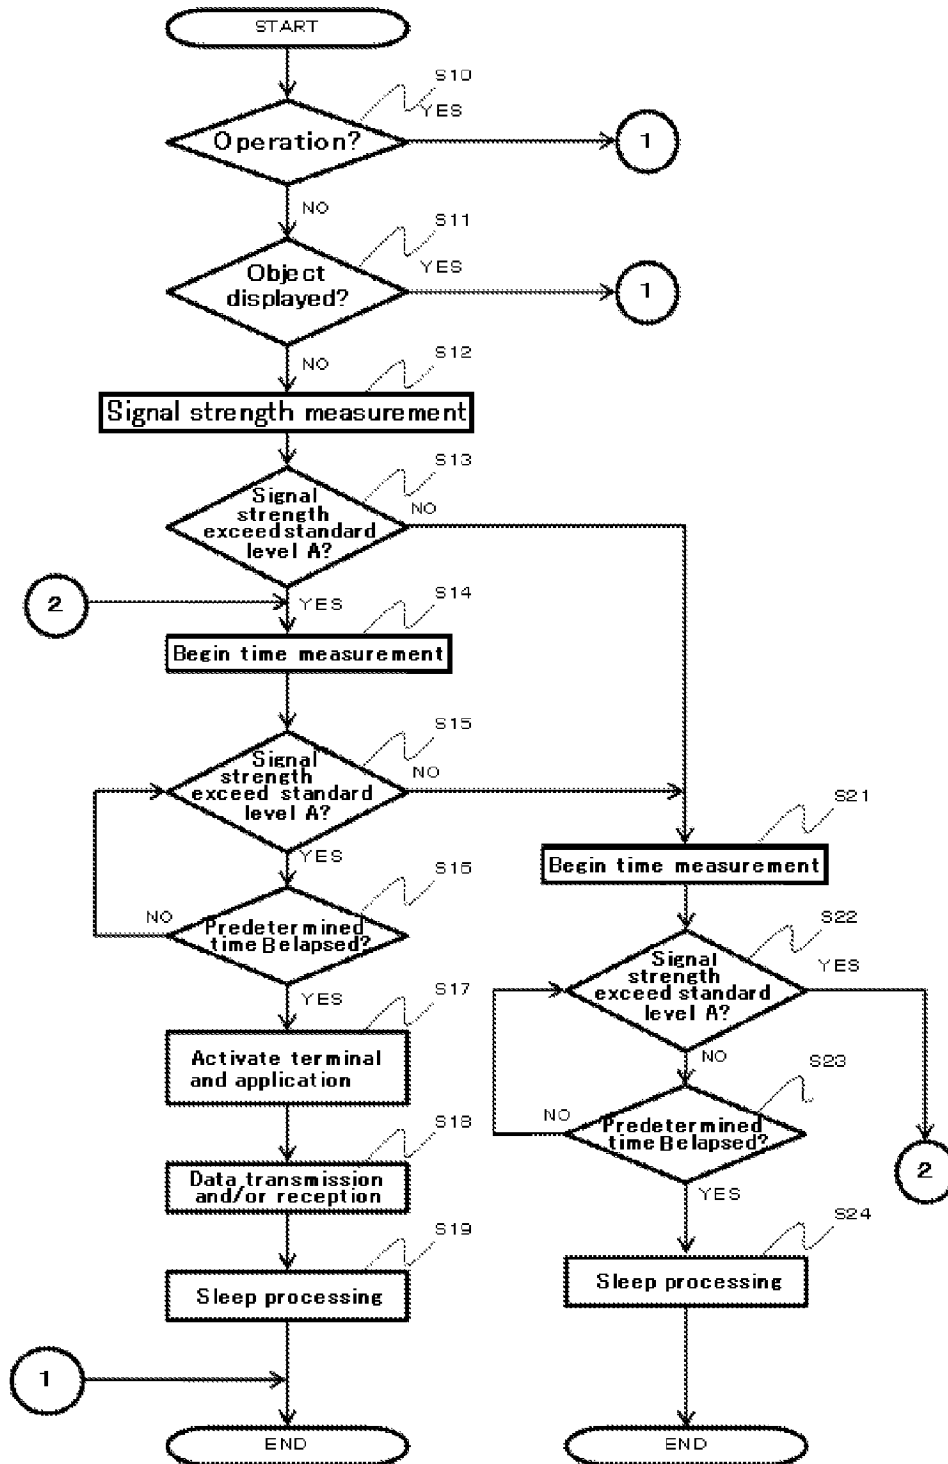 START
S10
YES
Operation?
1
NO
S11
YES
Object
displayed?
1
NO
S12
Signal strength measurement
S13
NO
Signal
strength
exceed standard
level A?
2
YES
S14
Begin time measurement
S15
NO
Signal
strength
exceed standard
level A?
YES
S16
NO
Predetermined
time B elapsed?
YES
S17
Activate terminal
and application
S18
Data transmission
and/or reception
S19
Sleep processing
1
END
S21
Begin time measurement
S22
YES
Signal
strength
exceed standard
level A?
NO
S23
NO
Predetermined
time B elapsed?
2
YES
S24
Sleep processing
END